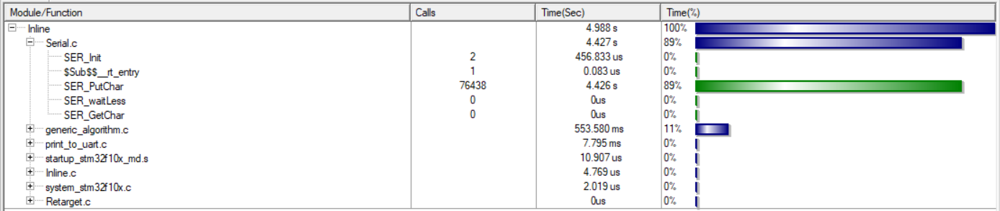 Module/Function Calls Time(Sec) Time(%)
Inline 4.988 s 100%
Serial.c 4.427 s 89%
SER_Init 2 456.833 us 0%
$Sub$$__rt_entry 1 0.083 us 0%
SER_PutChar 76438 4.426 s 89%
SER_waitLess 0 0us 0%
SER_GetChar 0 0us 0%
generic_algorithm.c 553.580 ms 11%
print_to_uart.c 7.795 ms 0%
startup_stm32f10x_md.s 10.907 us 0%
Inline.c 4.769 us 0%
system_stm32f10x.c 2.019 us 0%
Retarget.c 0us 0%